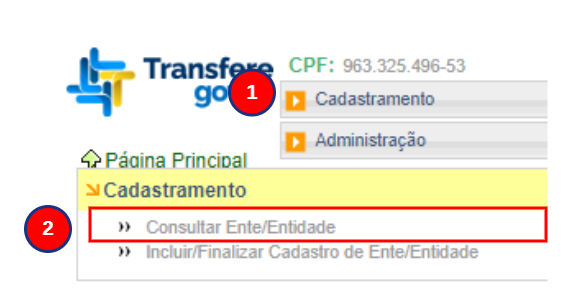 Transfere
go
CPF: 963.325.496-53
1
Cadastramento
Administração
Página Principal
Cadastramento
2
Consultar Ente/Entidade
Incluir/Finalizar Cadastro de Ente/Entidade